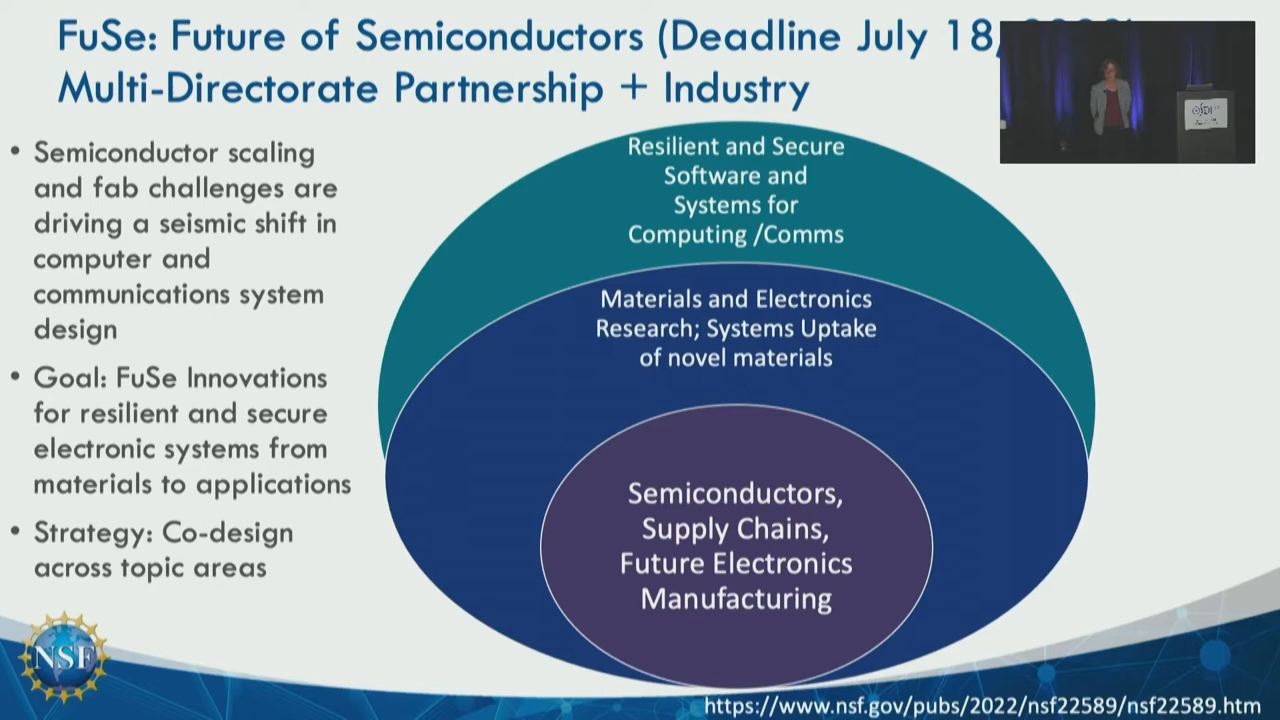 FuSe: Future of Semiconductors (Deadline July 18,
Multi-Directorate Partnership + Industry
• Semiconductor scaling
and fab challenges are
driving a seismic shift in
computer and
communications system
design
• Goal: FuSe Innovations
for resilient and secure
electronic systems from
materials to applications
• Strategy: Co-design
across topic areas
Resilient and Secure
Software and
Systems for
Computing /Comms
Materials and Electronics
Research; Systems Uptake
of novel materials
Semiconductors,
Supply Chains,
Future Electronics
Manufacturing
NSF
https://www.nsf.gov/pubs/2022/nsf22589/nsf22589.htm